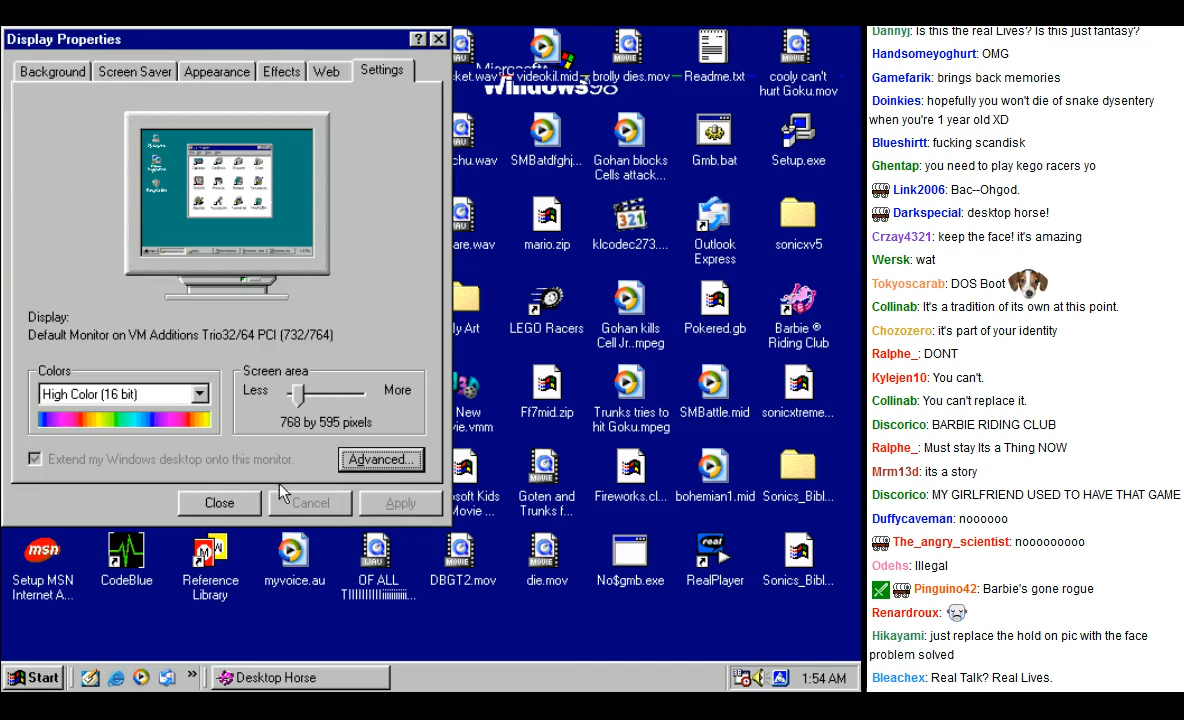 Display Properties
Background
Screen Saver
Appearance
Effects
Web
Settings
Display:
Default Monitor on VM Additions Trio32/64 PCI (732/764)
Colors
High Color (16 bit)
Screen area
Less
More
768 by 595 pixels
Extend my Windows desktop onto this monitor.
Advanced...
Close
Cancel
Apply
Microsoft
Windows98
ket.wav
videokil.mid
brolly dies.mov
Readme.txt
cooly can't
hurt Goku.mov
chu.wav
SMBatdfghj...
Gohan blocks
Cells attack...
Gmb.bat
Setup.exe
are.wav
mario.zip
klcodec273...
Outlook
Express
sonicxv5
ly Art
LEGO Racers
Gohan kills
Cell Jr..mpeg
Pokered.gb
Barbie ®
Riding Club
New
vie.vmm
Ff7mid.zip
Trunks tries to
hit Goku.mpeg
SMBattle.mid
sonicxtreme...
soft Kids
Movie ...
Goten and
Trunks f...
Fireworks.cl...
bohemian1.mid
Sonics_Bibl...
Setup MSN
Internet A...
CodeBlue
Reference
Library
myvoice.au
OF ALL
DBGT2.mov
die.mov
No$gmb.exe
RealPlayer
Sonics_Bibl...
Start
»
Desktop Horse
1:54 AM
Dannyj: Is this the real Lives? Is this just fantasy?
Handsomeyoghurt: OMG
Gamefarik: brings back memories
Doinkies: hopefully you won't die of snake dysentery
when you're 1 year old XD
Blueshirtt: fucking scandisk
Ghentap: you need to play kego racers yo
Link2006: Bac--Ohgod.
Darkspecial: desktop horse!
Crzay4321: keep the face! it's amazing
Wersk: wat
Tokyoscarab: DOS Boot
Collinab: It's a tradition of its own at this point.
Chozozero: it's part of your identity
Ralphe_: DONT
Kylejen10: You can't.
Collinab: You can't replace it.
Discorico: BARBIE RIDING CLUB
Ralphe_: Must stay Its a Thing NOW
Mrm13d: its a story
Discorico: MY GIRLFRIEND USED TO HAVE THAT GAME
Duffycaveman: noooooo
The_angry_scientist: nooooooooo
Odehs: Illegal
Pinguino42: Barbie's gone rogue
Renardroux:
Hikayami: just replace the hold on pic with the face
problem solved
Bleachex: Real Talk? Real Lives.